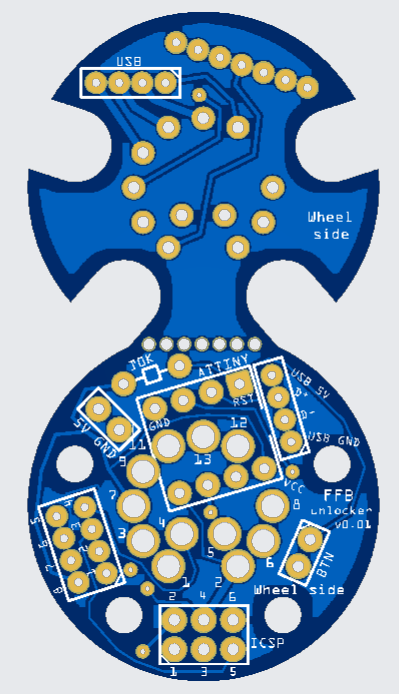 USB
Wheel
side
10K
ATTINY
USB 5V
D+
D-
USB GND
RST
5V GND
GND
11
12
13
9
VCC
7
8
FFB
unlocker
v0.01
3
4
5
6
BTN
1
2
Wheel side
2 4 6
ICSP
1 3 5